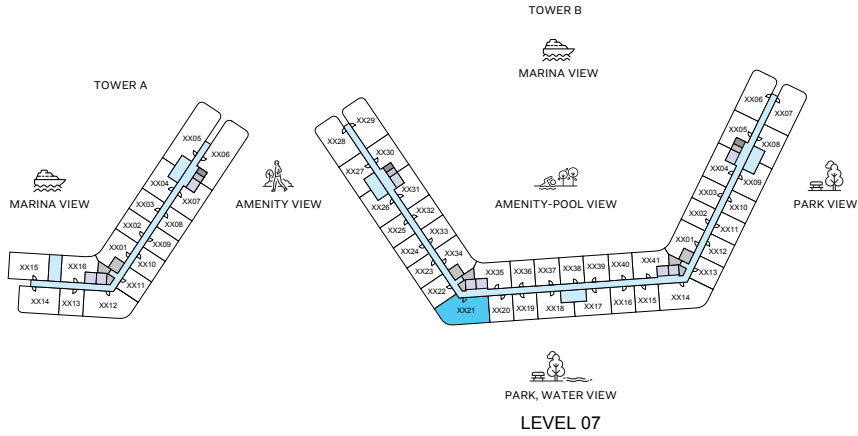 TOWER B
MARINA VIEW
TOWER A
MARINA VIEW
AMENITY VIEW
AMENITY-POOL VIEW
PARK VIEW
XX05
XX06
XX04
XX07
XX03
XX08
XX02
XX09
XX01
XX10
XX15
XX16
XX11
XX14
XX13
XX12
XX29
XX28
XX30
XX27
XX31
XX26
XX32
XX25
XX33
XX24
XX34
XX23
XX22
XX35
XX36
XX37
XX38
XX39
XX40
XX41
XX21
XX20
XX19
XX18
XX17
XX16
XX15
XX14
XX06
XX07
XX05
XX08
XX04
XX09
XX03
XX10
XX02
XX11
XX01
XX12
XX13
PARK, WATER VIEW
LEVEL 07